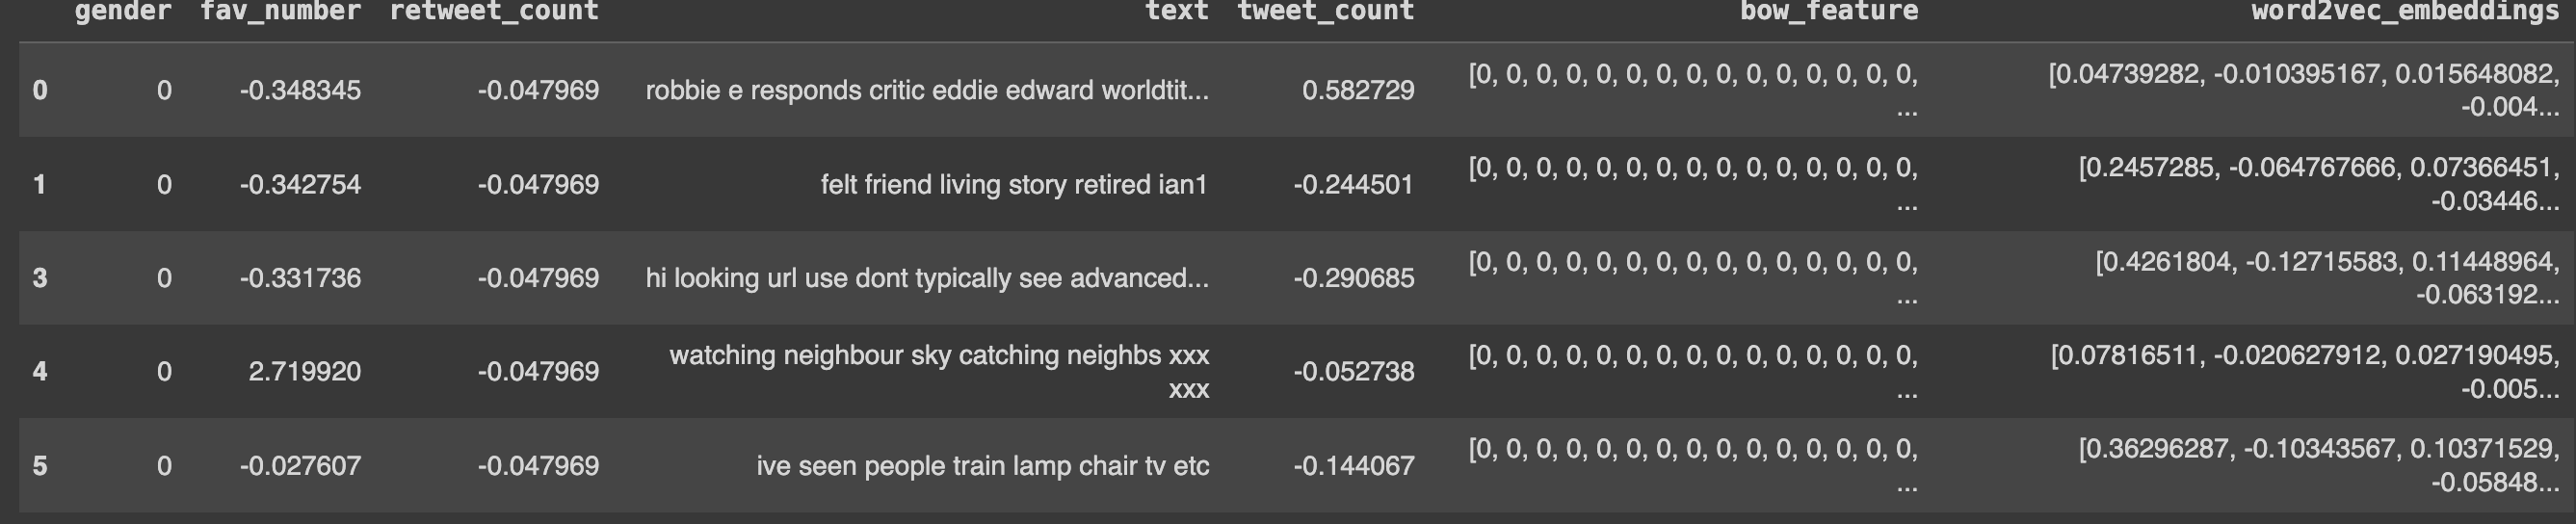 gender fav_number retweet_count text tweet_count bow_feature word2vec_embeddings
0 0 -0.348345 -0.047969 robbie e responds critic eddie edward worldtit... 0.582729 [0, 0, 0, 0, 0, 0, 0, 0, 0, 0, 0, 0, 0, 0, 0, [0.04739282, -0.010395167, 0.015648082,
... -0.004...
1 0 -0.342754 -0.047969 felt friend living story retired ian1 -0.244501 [0, 0, 0, 0, 0, 0, 0, 0, 0, 0, 0, 0, 0, 0, 0, [0.2457285, -0.064767666, 0.07366451,
... -0.03446...
3 0 -0.331736 -0.047969 hi looking url use dont typically see advanced... -0.290685 [0, 0, 0, 0, 0, 0, 0, 0, 0, 0, 0, 0, 0, 0, 0, [0.4261804, -0.12715583, 0.11448964,
... -0.063192...
4 0 2.719920 -0.047969 watching neighbour sky catching neighbs xxx -0.052738 [0, 0, 0, 0, 0, 0, 0, 0, 0, 0, 0, 0, 0, 0, 0, [0.07816511, -0.020627912, 0.027190495,
xxx ... -0.005...
5 0 -0.027607 -0.047969 ive seen people train lamp chair tv etc -0.144067 [0, 0, 0, 0, 0, 0, 0, 0, 0, 0, 0, 0, 0, 0, 0, [0.36296287, -0.10343567, 0.10371529,
... -0.05848...